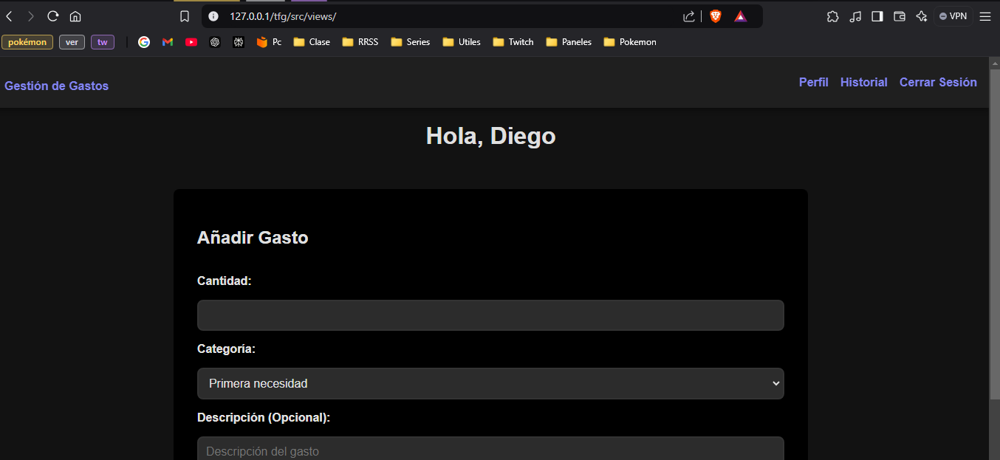 127.0.0.1/tfg/src/views/
VPN
pokémon ver tw Pc Clase RRSS Series Utiles Twitch Paneles Pokemon
Gestión de Gastos
Perfil Historial Cerrar Sesión
Hola, Diego
Añadir Gasto
Cantidad:
Categoría:
Primera necesidad
Descripción (Opcional):
Descripción del gasto